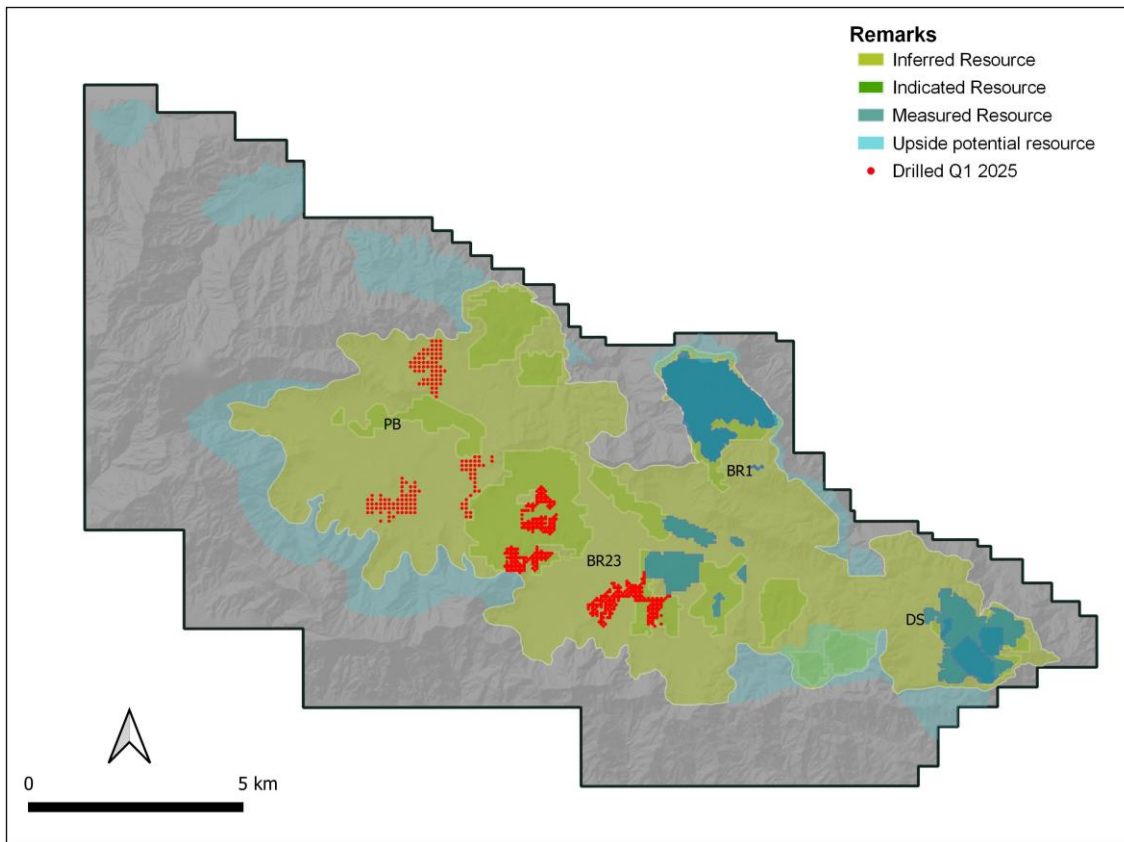 Remarks
Inferred Resource
Indicated Resource
Measured Resource
Upside potential resource
Drilled Q1 2025
PB
BR1
BR23
DS
0 5 km